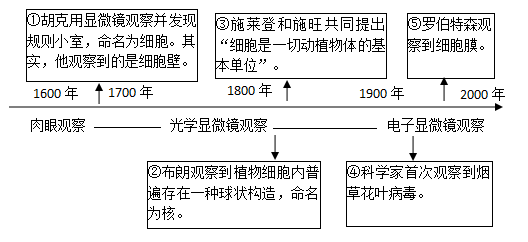 ①胡克用显微镜观察并发现
规则小室，命名为细胞。其
实，他观察到的是细胞壁。
③施莱登和施旺共同提出
“细胞是一切动植物体的基
本单位”。
⑤罗伯特森观
察到细胞膜。
1600 年 1700 年 1800 年 1900 年 2000 年
肉眼观察 光学显微镜观察 电子显微镜观察
②布朗观察到植物细胞内普
遍存在一种球状构造，命名
为核。
④科学家首次观察到烟
草花叶病毒。